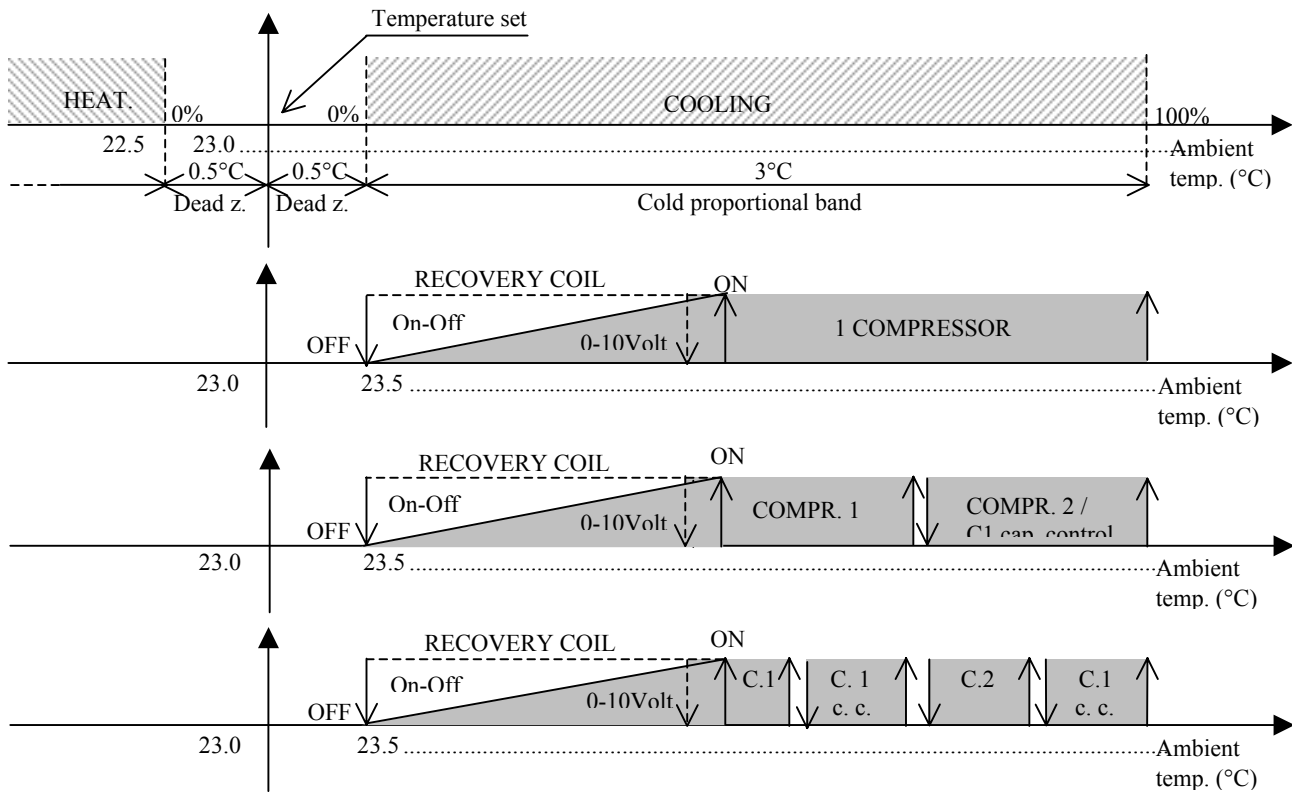 Temperature set
HEAT.
0%
0%
COOLING
100%
22.5
23.0
Ambient
temp. (°C)
0.5°C
0.5°C
3°C
Dead z.
Dead z.
Cold proportional band
RECOVERY COIL
ON
On-Off
1 COMPRESSOR
OFF
0-10Volt
23.0
23.5
Ambient
temp. (°C)
RECOVERY COIL
ON
On-Off
COMPR. 1
COMPR. 2 /
C1 cap. control
OFF
0-10Volt
23.0
23.5
Ambient
temp. (°C)
RECOVERY COIL
ON
On-Off
C.1
C. 1
c. c.
C.2
C.1
c. c.
OFF
0-10Volt
23.0
23.5
Ambient
temp. (°C)